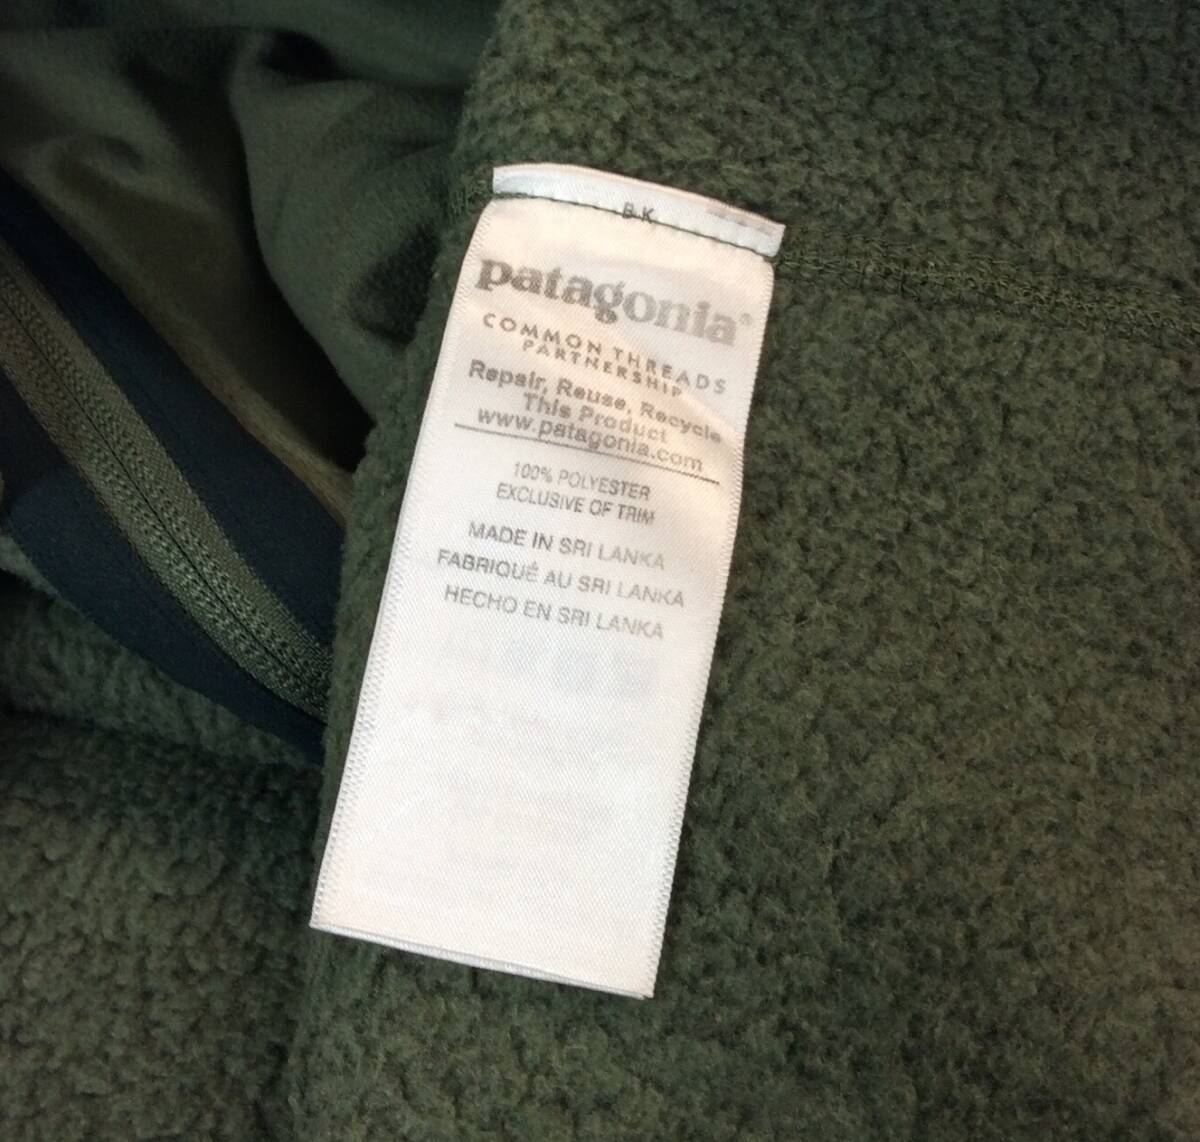 BK
patagonia®
COMMON THREADS
PARTNERSHIP
Repair, Reuse, Recycle
This Product
www.patagonia.com
100% POLYESTER
EXCLUSIVE OF TRIM
MADE IN SRI LANKA
FABRIQUÉ AU SRI LANKA
HECHO EN SRI LANKA